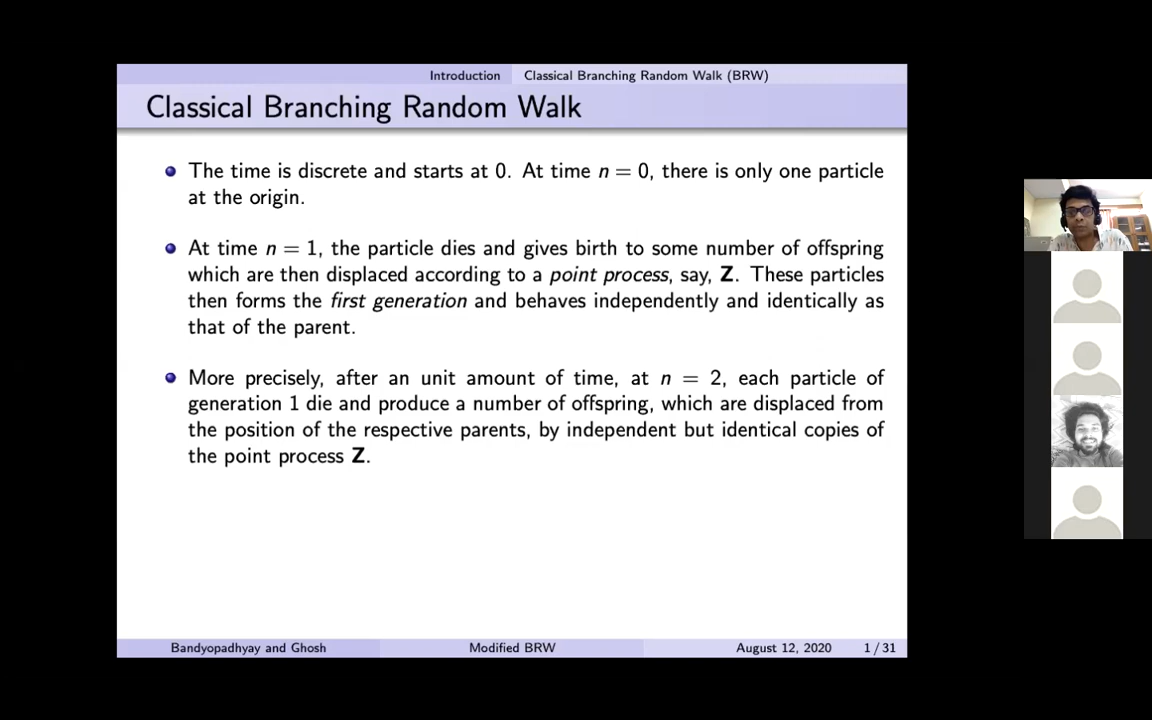 Introduction Classical Branching Random Walk (BRW)
Classical Branching Random Walk
The time is discrete and starts at 0. At time n = 0, there is only one particle
at the origin.
At time n = 1, the particle dies and gives birth to some number of offspring
which are then displaced according to a point process, say, Z. These particles
then forms the first generation and behaves independently and identically as
that of the parent.
More precisely, after an unit amount of time, at n = 2, each particle of
generation 1 die and produce a number of offspring, which are displaced from
the position of the respective parents, by independent but identical copies of
the point process Z.
Bandyopadhyay and Ghosh Modified BRW August 12, 2020 1 / 31